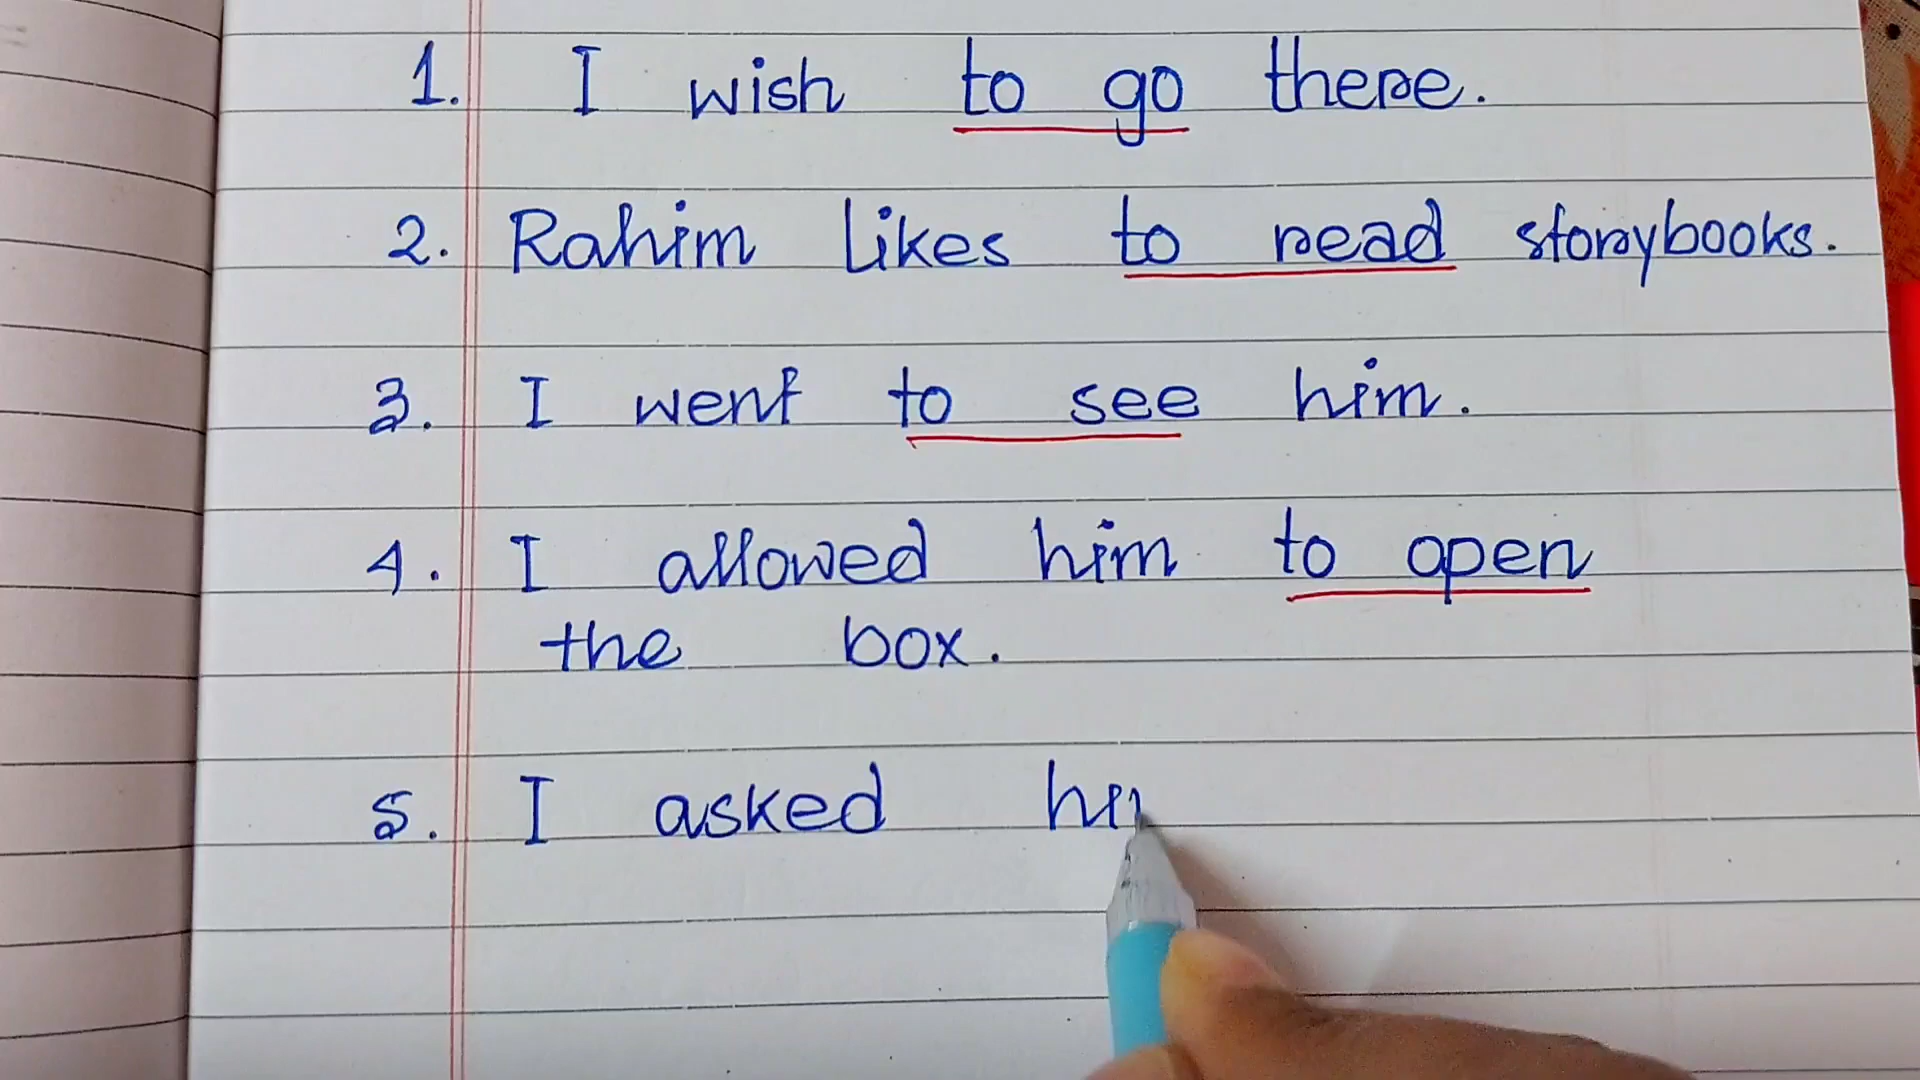 1. I wish to go there.
2. Rahim likes to read storybooks.
3. I went to see him.
4. I allowed him to open
the box.
5. I asked